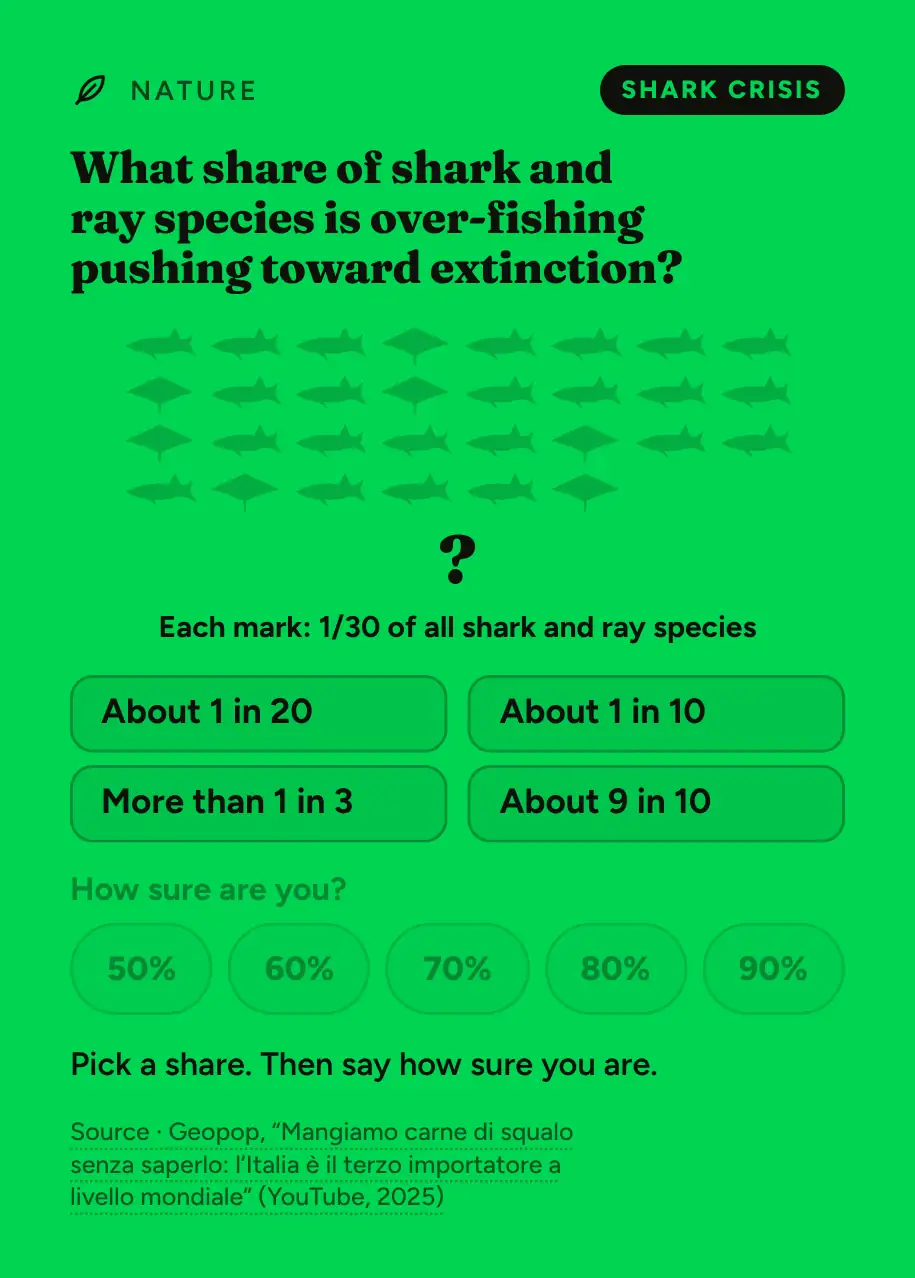 NATURE
SHARK CRISIS
What share of shark and
ray species is over-fishing
pushing toward extinction?
?
Each mark: 1/30 of all shark and ray species
About 1 in 20
About 1 in 10
More than 1 in 3
About 9 in 10
How sure are you?
50%
60%
70%
80%
90%
Pick a share. Then say how sure you are.
Source · Geopop, “Mangiamo carne di squalo
senza saperlo: l’Italia è il terzo importatore a
livello mondiale” (YouTube, 2025)